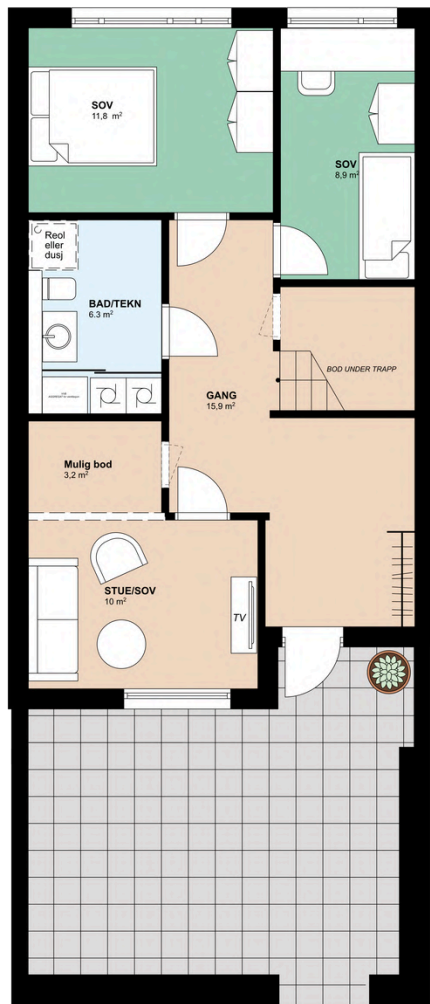 SOV
11,8 m²
SOV
8,9 m²
Reol
eller
dusj
BAD/TEKN
6.3 m²
BOD UNDER TRAPP
GANG
15,9 m²
Mulig bod
3,2 m²
STUE/SOV
10 m²
TV